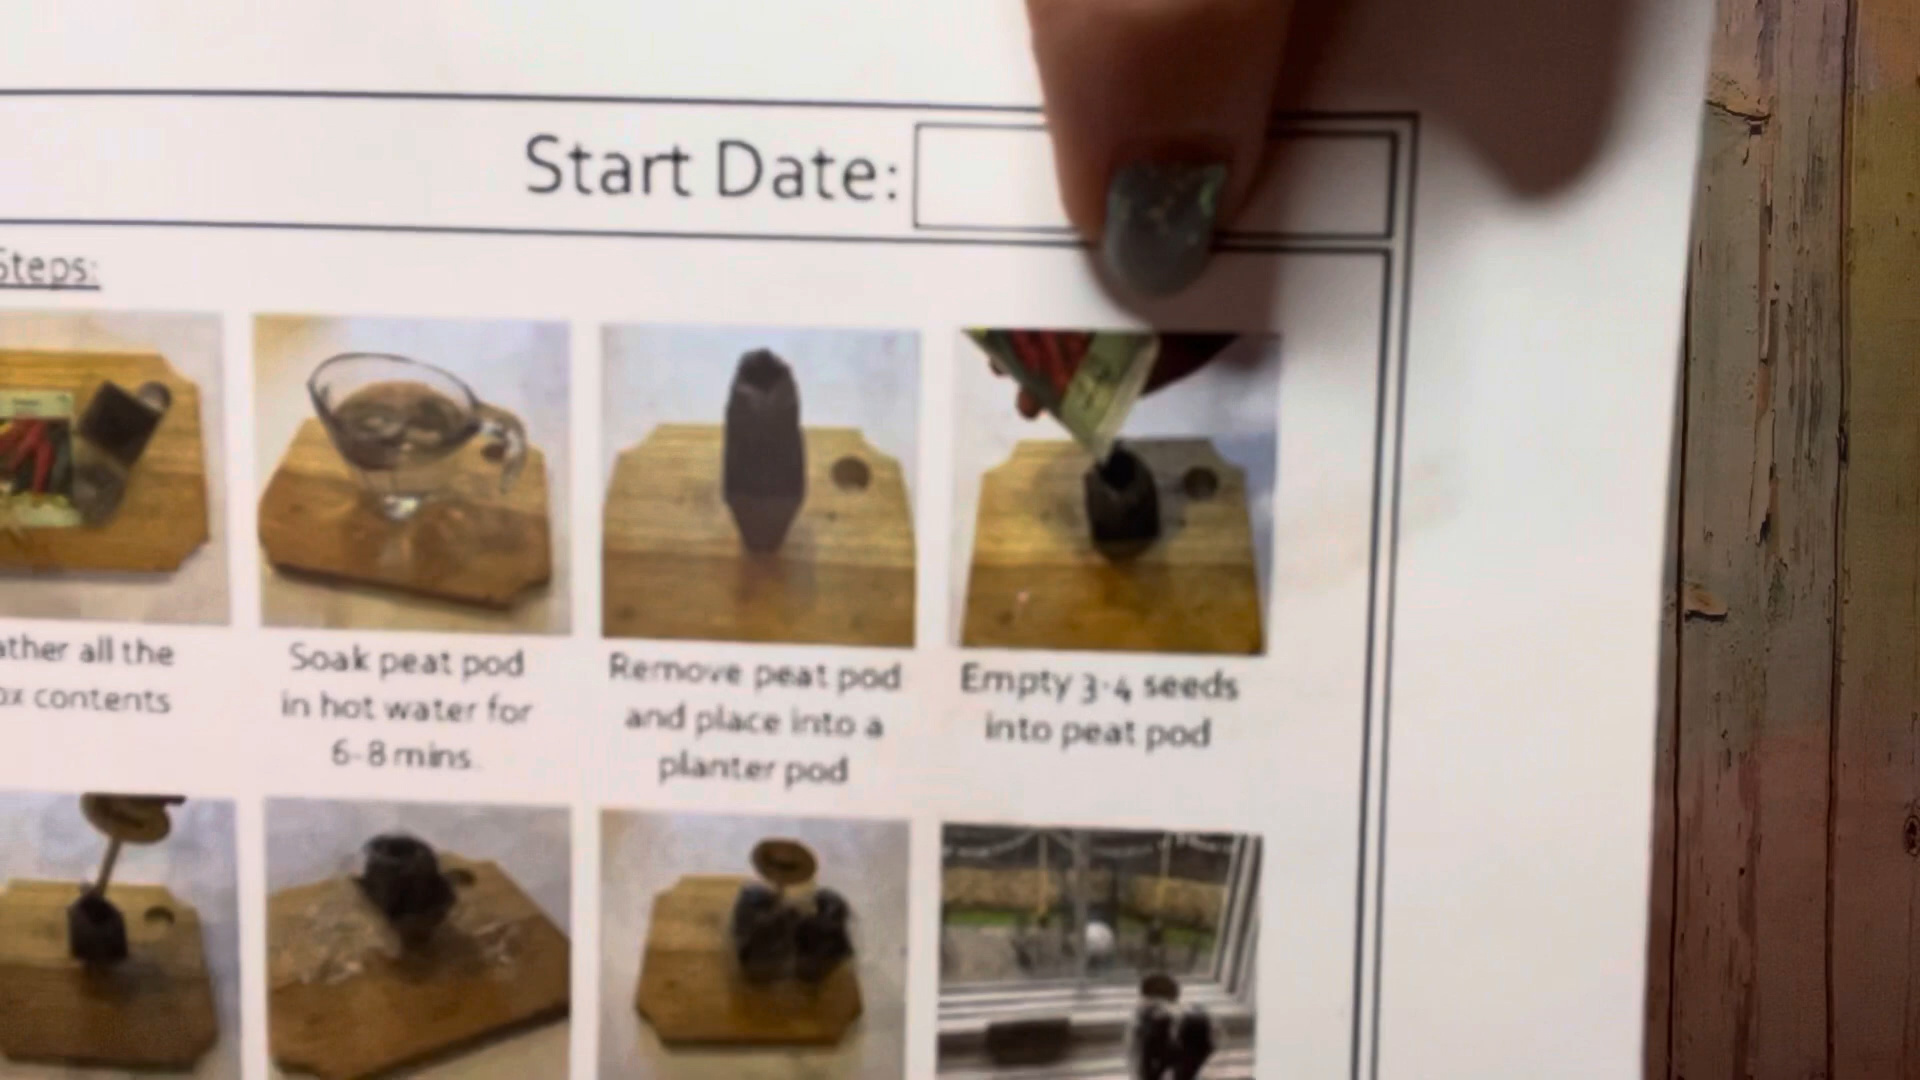 Start Date:
Steps:
ather all the
ox contents
Soak peat pod
in hot water for
6-8 mins.
Remove peat pod
and place into a
planter pod
Empty 3-4 seeds
into peat pod